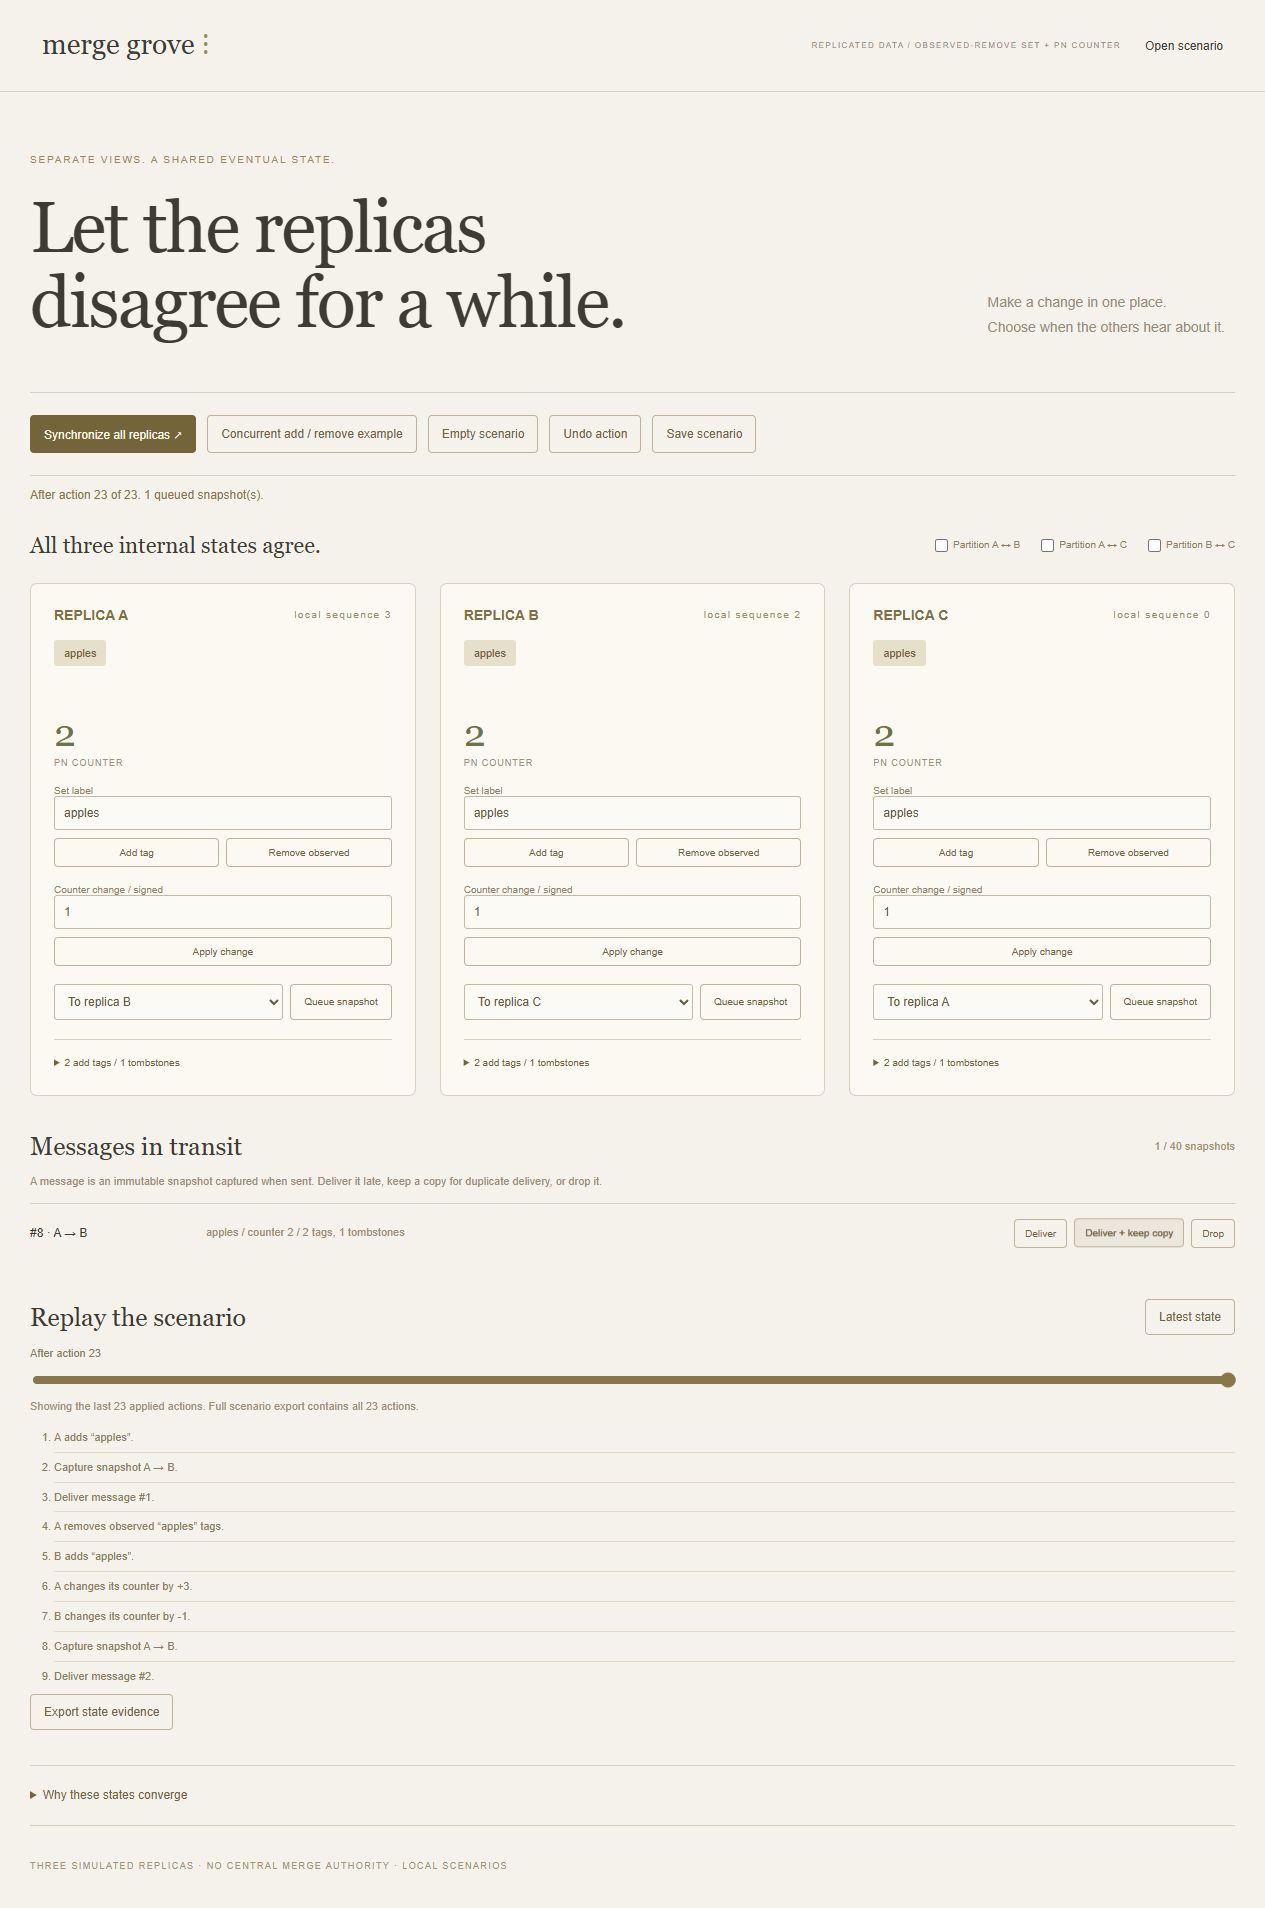 merge grove
REPLICATED DATA / OBSERVED-REMOVE SET + PN COUNTER
Open scenario
SEPARATE VIEWS. A SHARED EVENTUAL STATE.
Let the replicas
disagree for a while.
Make a change in one place.
Choose when the others hear about it.
Synchronize all replicas ↗
Concurrent add / remove example
Empty scenario
Undo action
Save scenario
After action 23 of 23. 1 queued snapshot(s).
All three internal states agree.
Partition A ↔ B
Partition A ↔ C
Partition B ↔ C
REPLICA A
local sequence 3
apples
2
PN COUNTER
Set label
apples
Add tag
Remove observed
Counter change / signed
1
Apply change
To replica B
Queue snapshot
2 add tags / 1 tombstones
REPLICA B
local sequence 2
apples
2
PN COUNTER
Set label
apples
Add tag
Remove observed
Counter change / signed
1
Apply change
To replica C
Queue snapshot
2 add tags / 1 tombstones
REPLICA C
local sequence 0
apples
2
PN COUNTER
Set label
apples
Add tag
Remove observed
Counter change / signed
1
Apply change
To replica A
Queue snapshot
2 add tags / 1 tombstones
Messages in transit
1 / 40 snapshots
A message is an immutable snapshot captured when sent. Deliver it late, keep a copy for duplicate delivery, or drop it.
#8 · A → B
apples / counter 2 / 2 tags, 1 tombstones
Deliver
Deliver + keep copy
Drop
Replay the scenario
Latest state
After action 23
Showing the last 23 applied actions. Full scenario export contains all 23 actions.
1. A adds “apples”.
2. Capture snapshot A → B.
3. Deliver message #1.
4. A removes observed “apples” tags.
5. B adds “apples”.
6. A changes its counter by +3.
7. B changes its counter by -1.
8. Capture snapshot A → B.
9. Deliver message #2.
Export state evidence
Why these states converge
THREE SIMULATED REPLICAS · NO CENTRAL MERGE AUTHORITY · LOCAL SCENARIOS